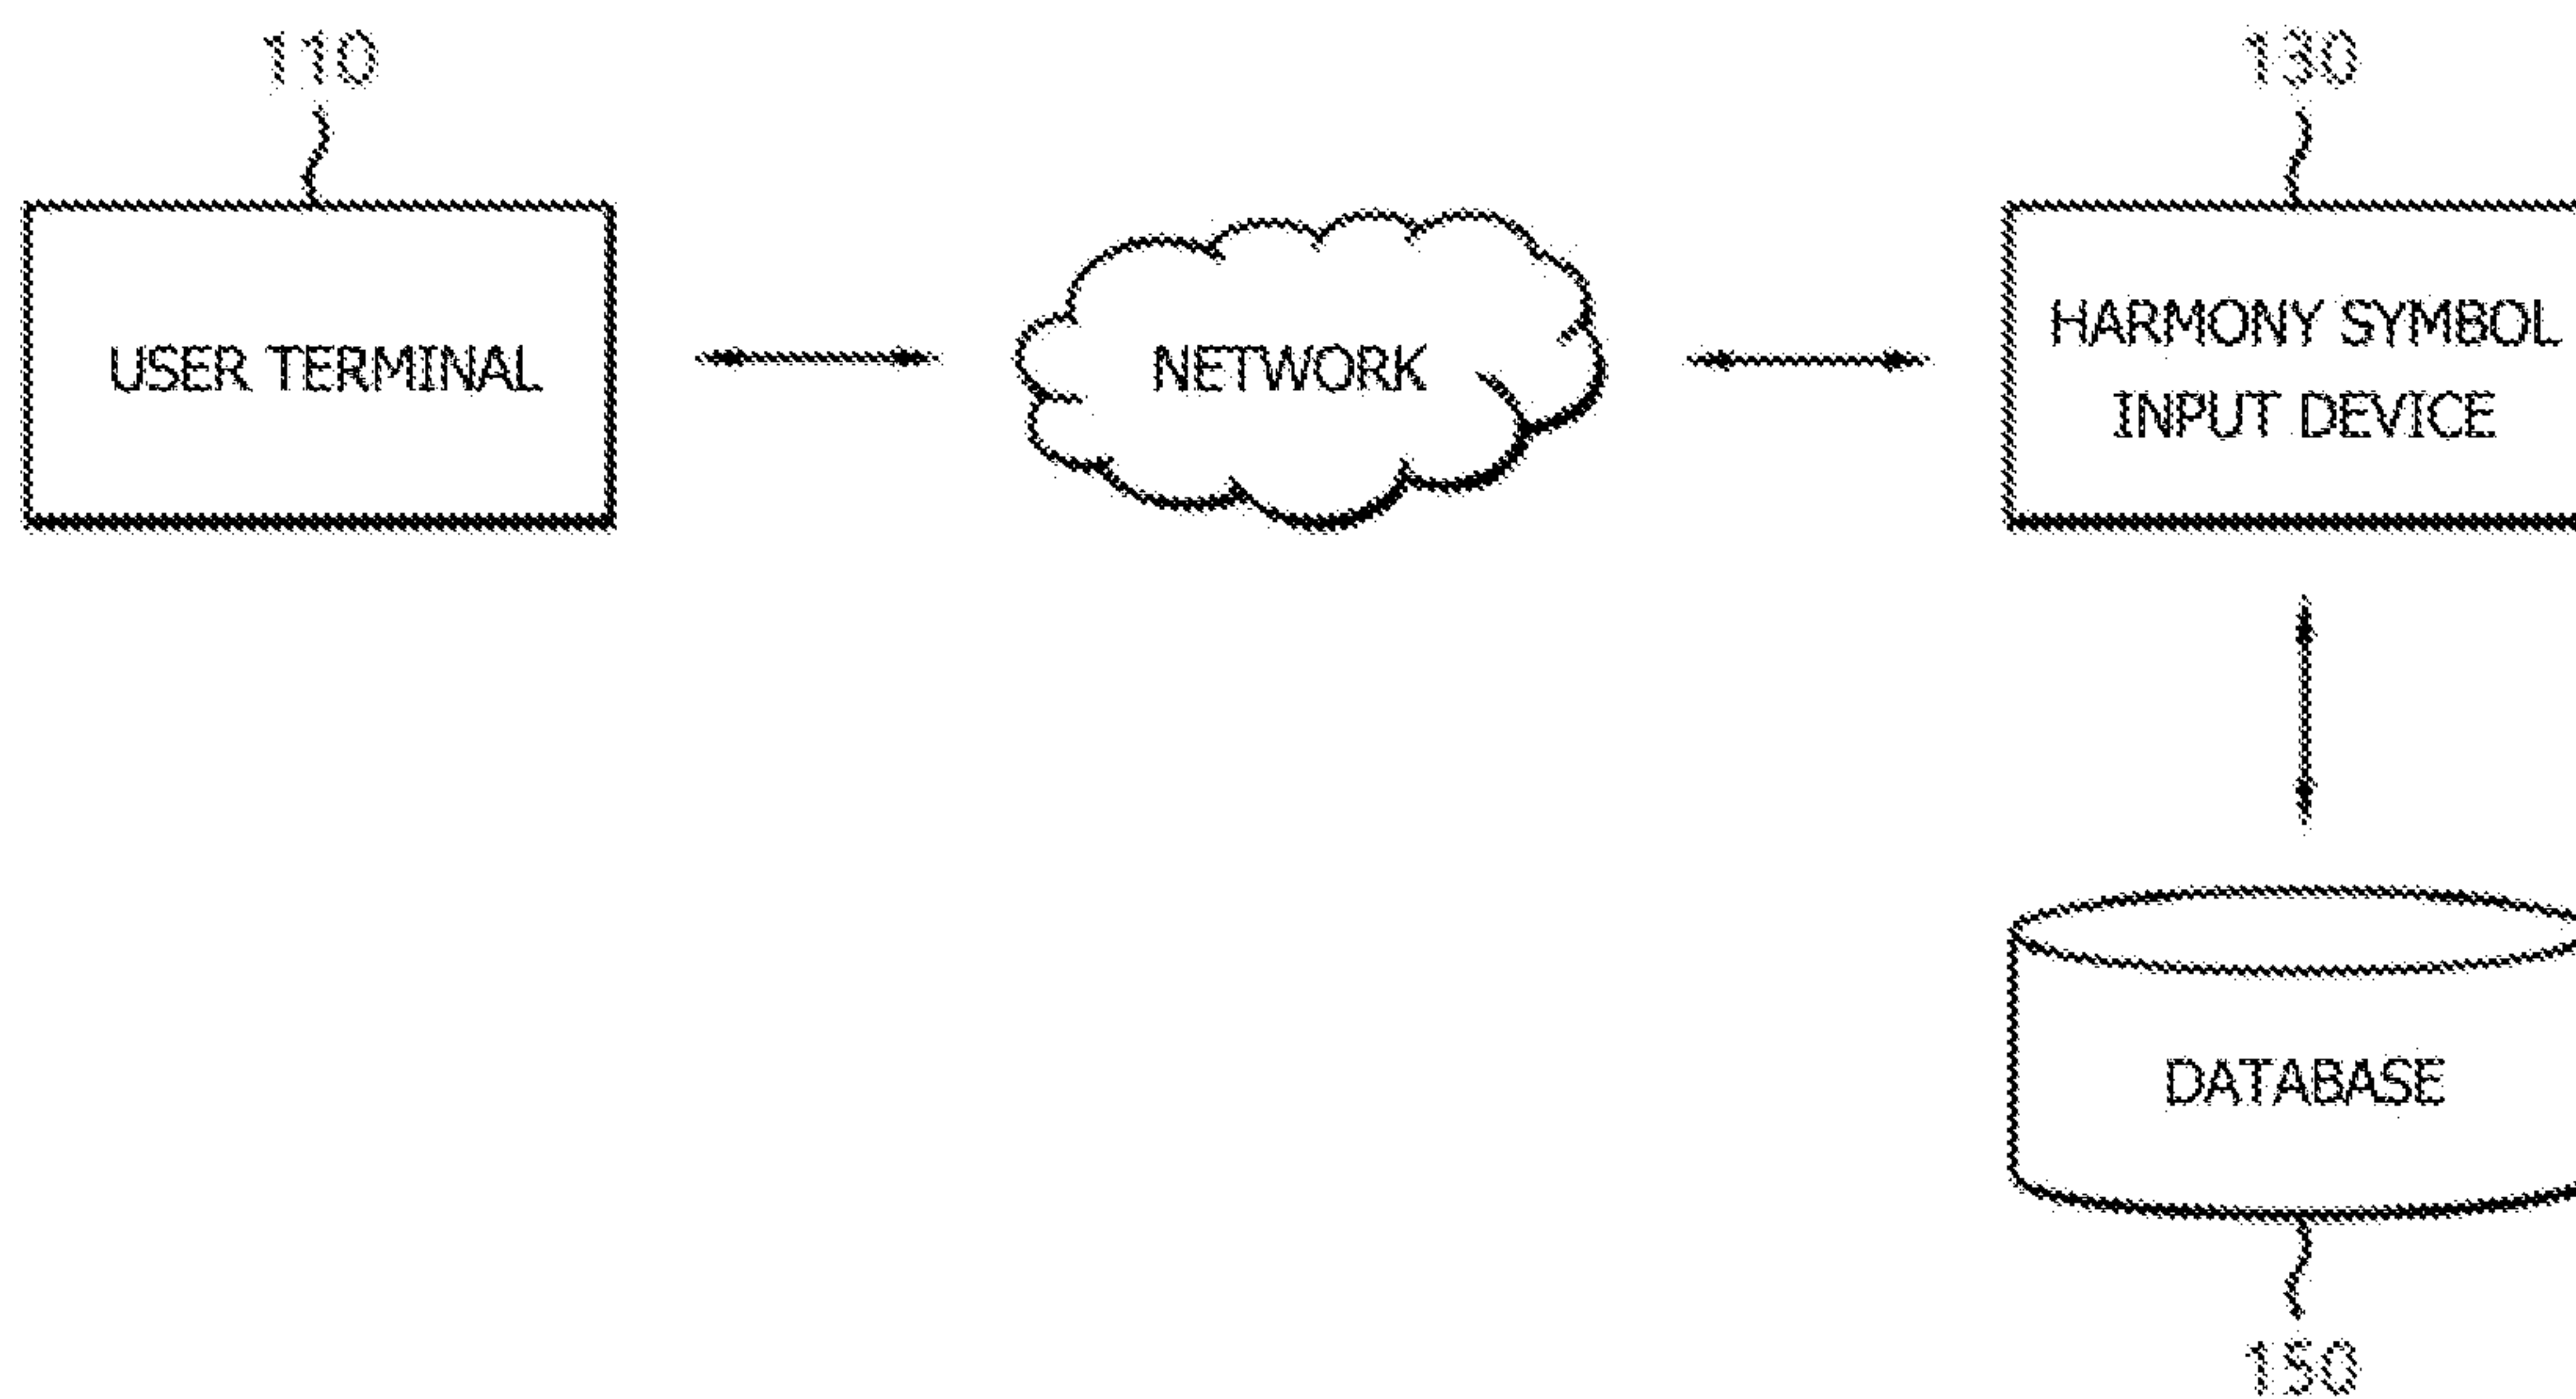 110
130
USER TERMINAL
NETWORK
HARMONY SYMBOL
INPUT DEVICE
DATABASE
150